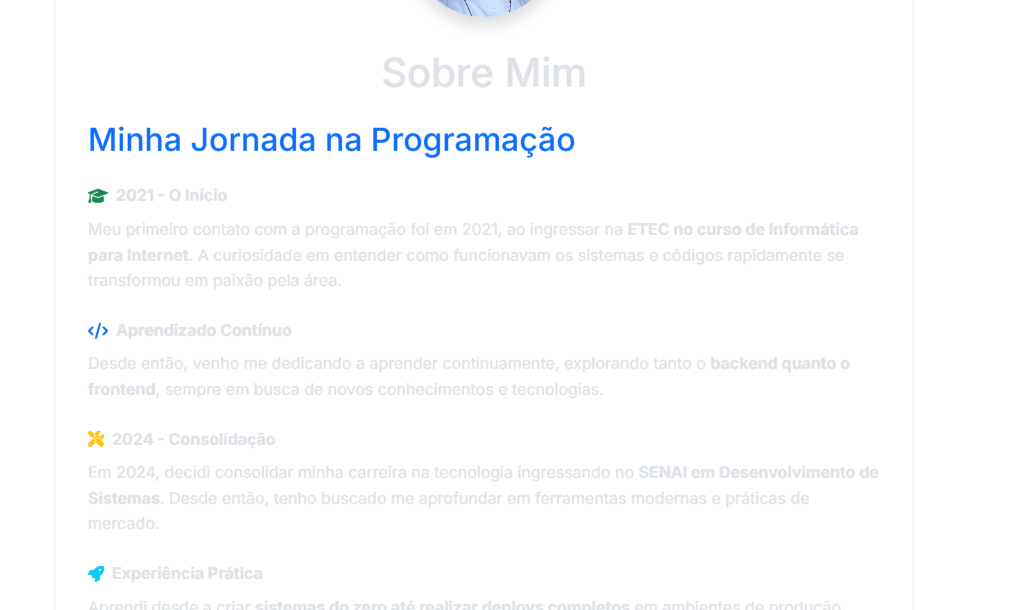 Sobre Mim
Minha Jornada na Programação
2021 - O Início
Meu primeiro contato com a programação foi em 2021, ao ingressar na ETEC no curso de Informática
para Internet. A curiosidade em entender como funcionavam os sistemas e códigos rapidamente se
transformou em paixão pela área.
Aprendizado Contínuo
Desde então, venho me dedicando a aprender continuamente, explorando tanto o backend quanto o
frontend, sempre em busca de novos conhecimentos e tecnologias.
2024 - Consolidação
Em 2024, decidi consolidar minha carreira na tecnologia ingressando no SENAI em Desenvolvimento de
Sistemas. Desde então, tenho buscado me aprofundar em ferramentas modernas e práticas de
mercado.
Experiência Prática
Aprendi desde a criar sistemas do zero até realizar deploys completos em ambientes de produção